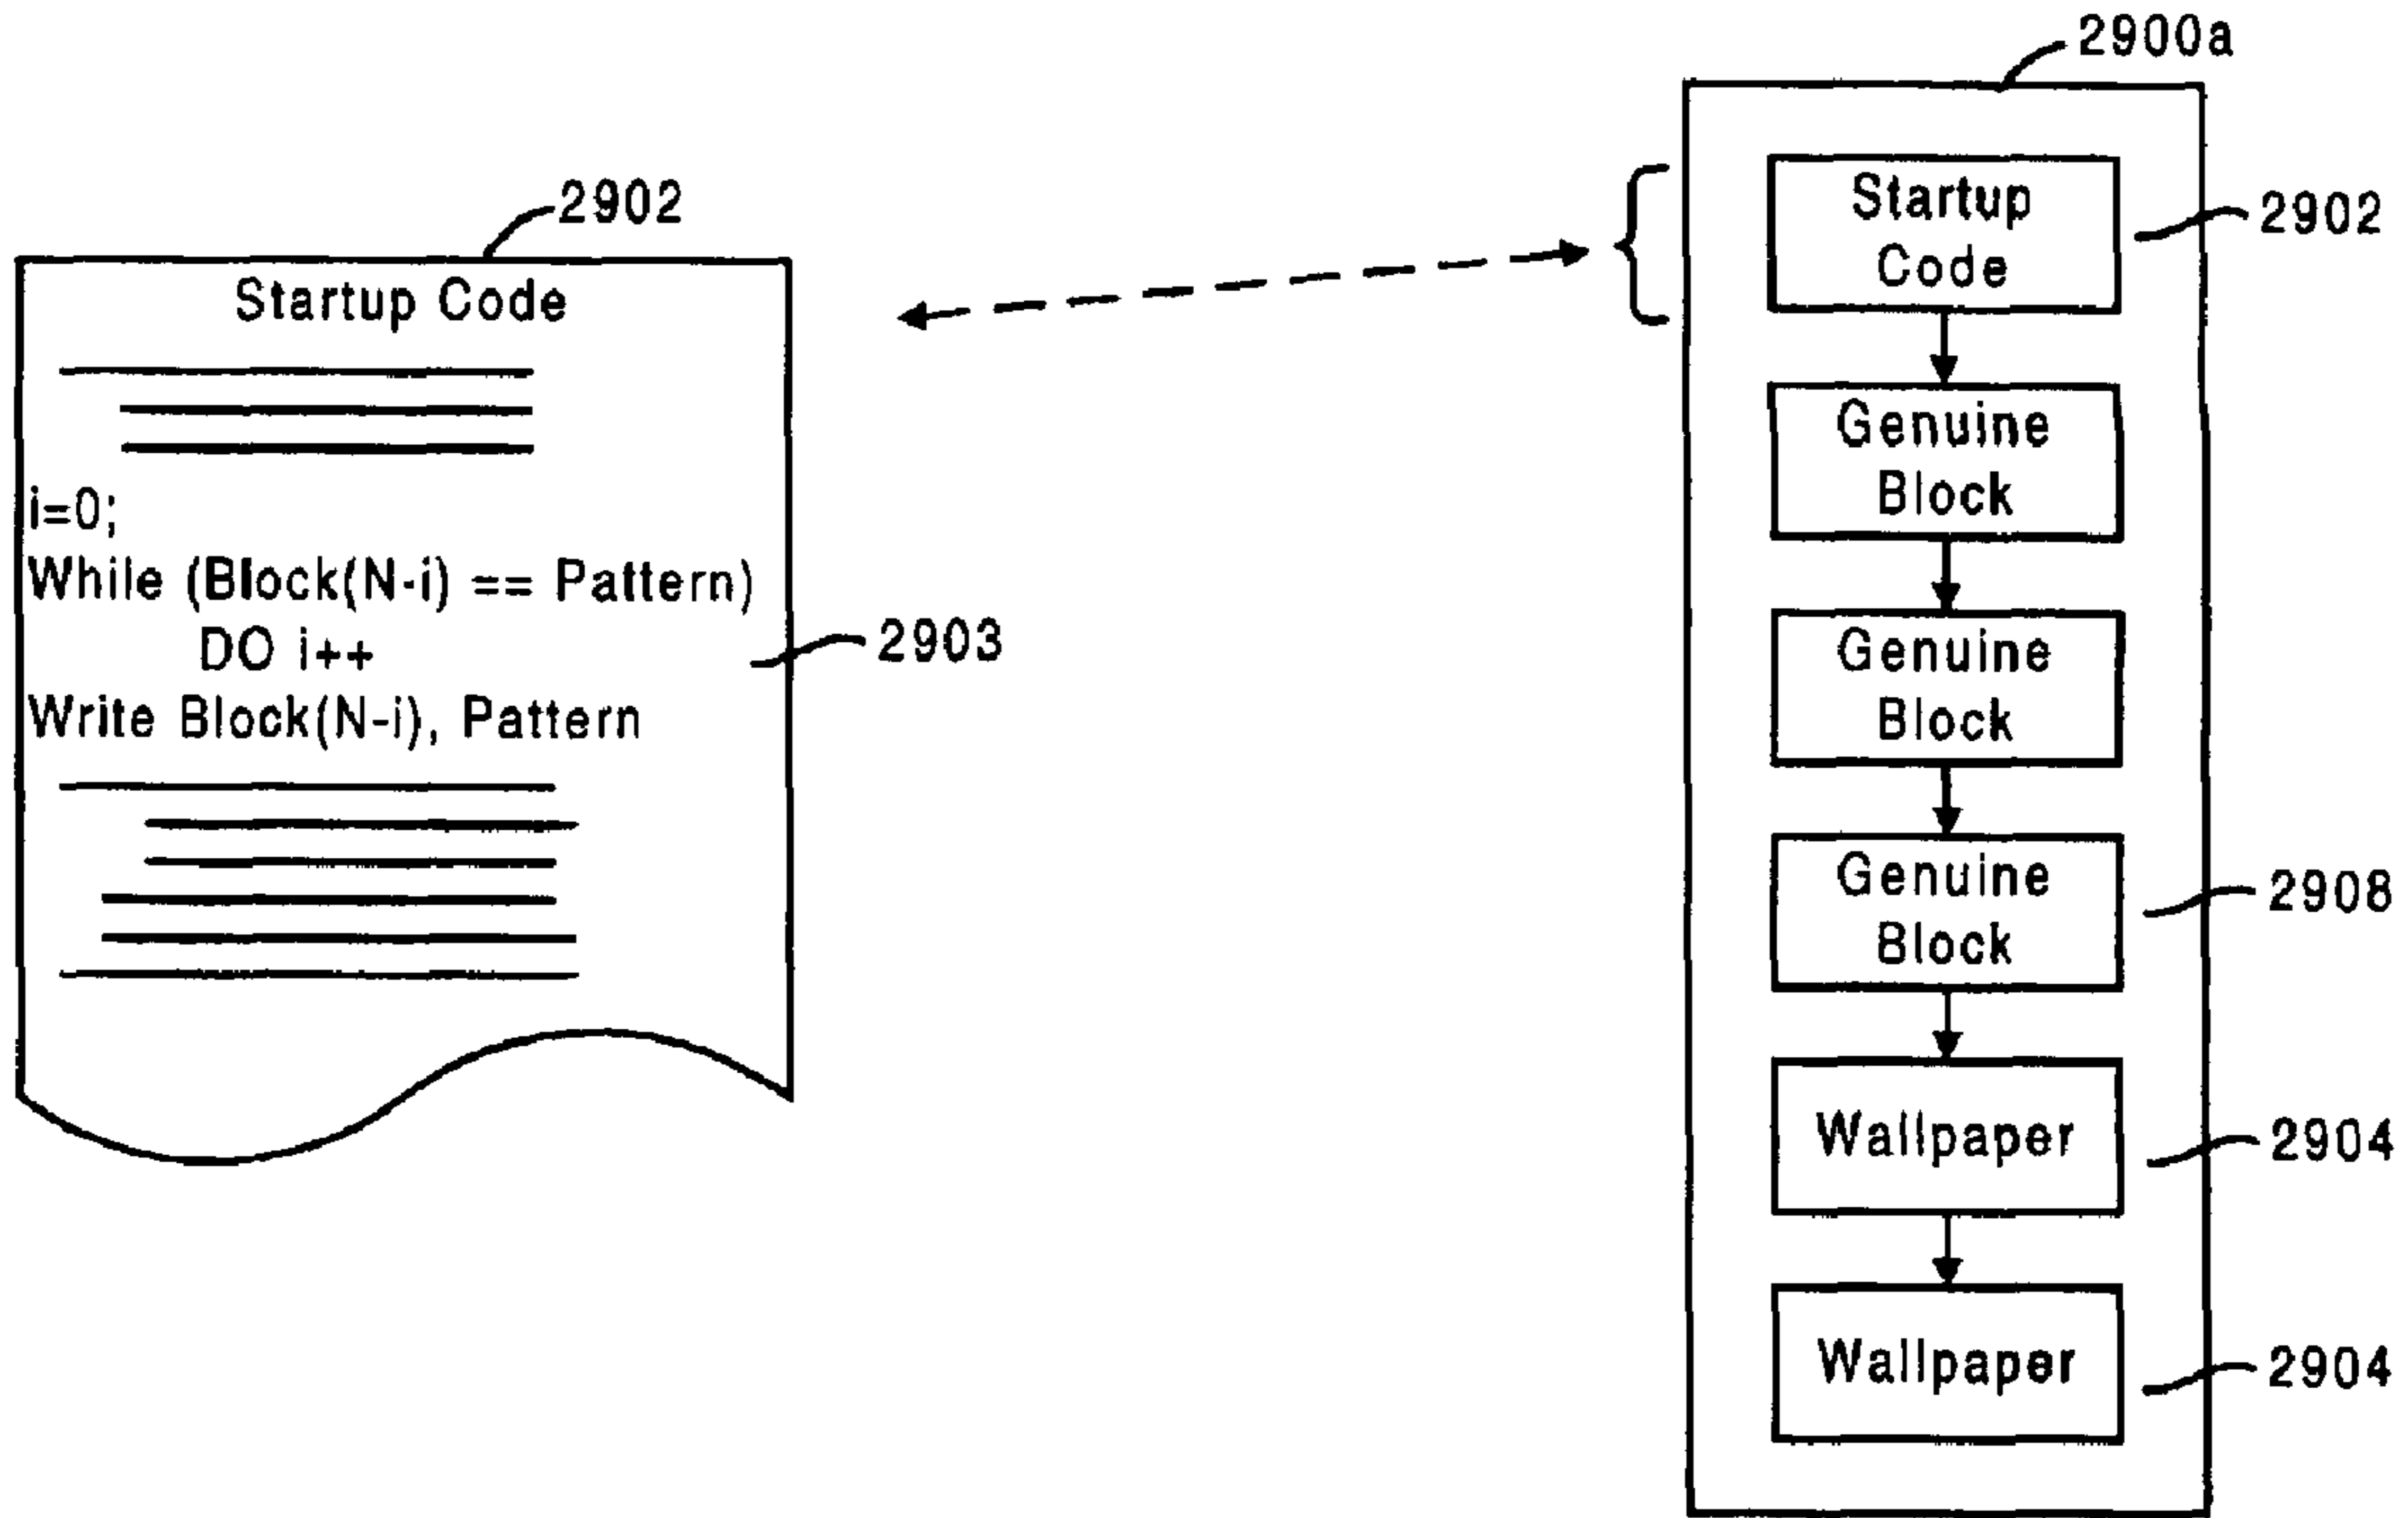 2902
Startup Code
i=0;
While (Block(N-i) == Pattern)
DO i++
Write Block(N-i), Pattern
2903
2900a
Startup
Code
2902
Genuine
Block
Genuine
Block
Genuine
Block
2908
Wallpaper
2904
Wallpaper
2904